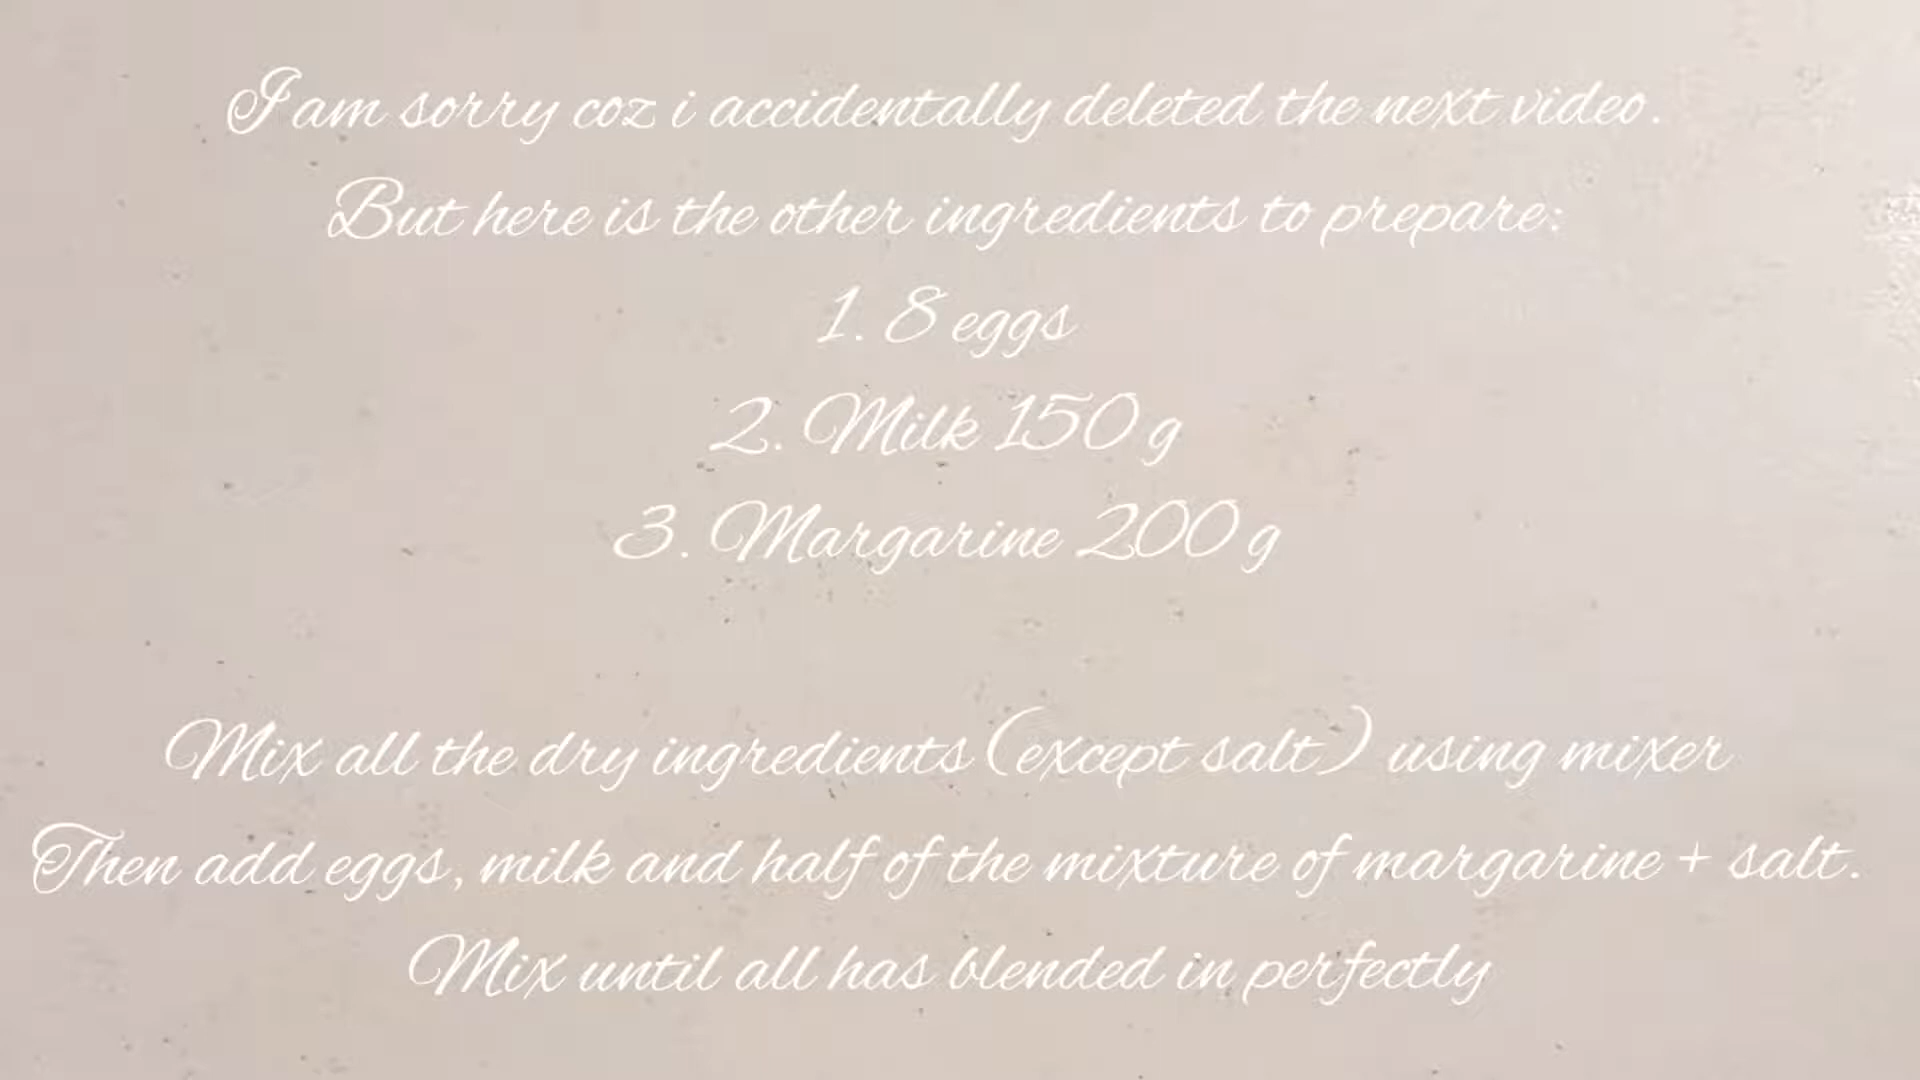 I am sorry coz i accidentally deleted the next video.
But here is the other ingredients to prepare:
1. 8 eggs
2. Milk 150 g
3. Margarine 200 g
Mix all the dry ingredients (except salt) using mixer
Then add eggs, milk and half of the mixture of margarine + salt.
Mix until all has blended in perfectly